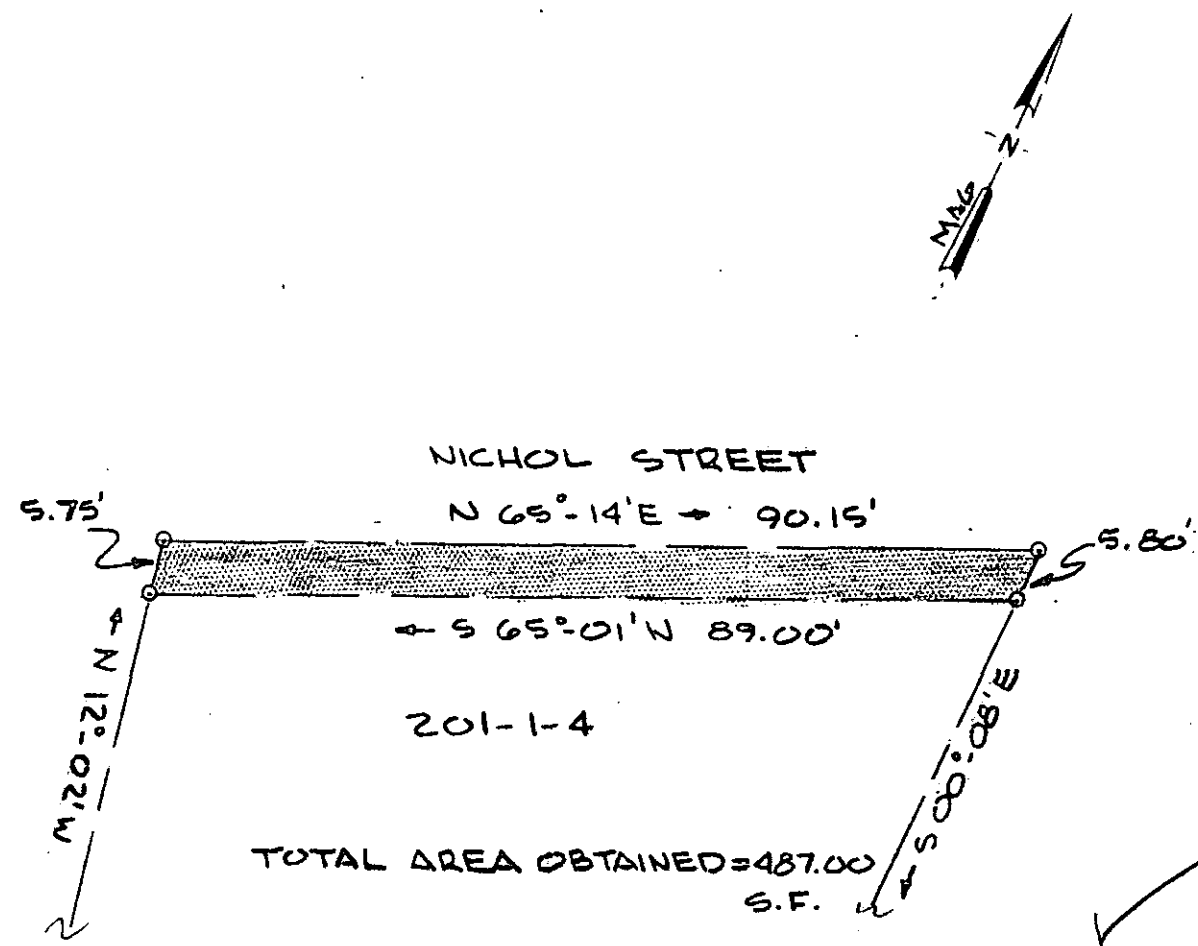 N
MAG
NICHOL STREET
N 65°-14'E → 90.15'
5.75'
5.80'
← S 65°-01'W 89.00'
N 12°-02'W
201-1-4
S 00°-08'E
TOTAL AREA OBTAINED=487.00
S.F.